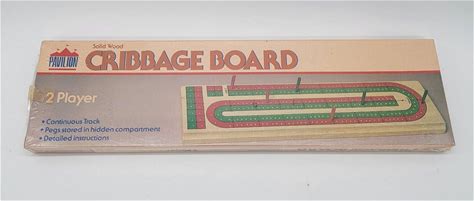 PAVILION
Solid Wood
CRIBBAGE BOARD
2 Player
• Continuous Track
• Pegs stored in hidden compartment
• Detailed instructions